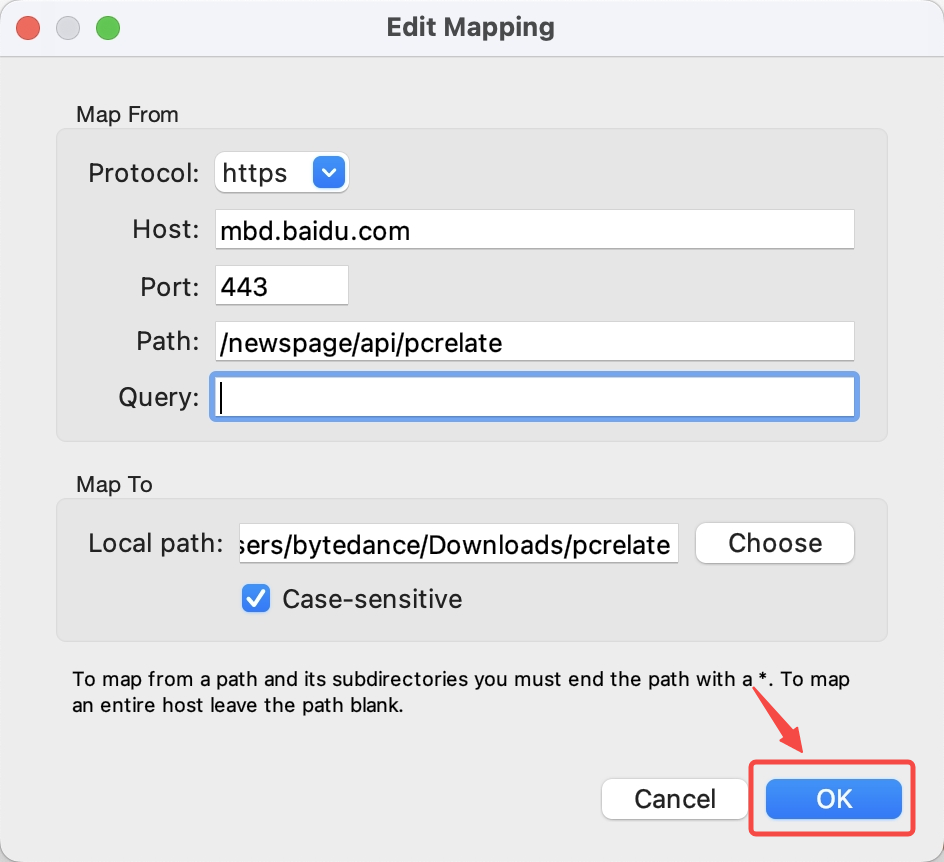 Edit Mapping
Map From
Protocol: https
Host: mbd.baidu.com
Port: 443
Path: /newspage/api/pcrelate
Query:
Map To
Local path: sers/bytedance/Downloads/pcrelate Choose
Case-sensitive
To map from a path and its subdirectories you must end the path with a *. To map
an entire host leave the path blank.
Cancel OK